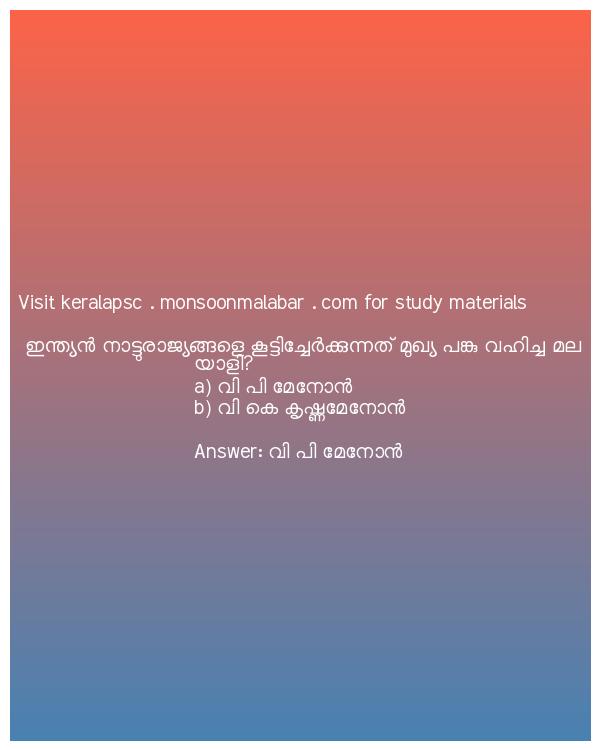 Visit keralapsc . monsoonmalabar . com for study materials
ഇന്ത്യൻ നാട്ടുരാജ്യങ്ങളെ കൂട്ടിച്ചേർക്കുന്നത് മുഖ്യ പങ്കു വഹിച്ച മല
യാളി?
a) വി പി മേനോൻ
b) വി കെ കൃഷ്ണമേനോൻ
Answer: വി പി മേനോൻ